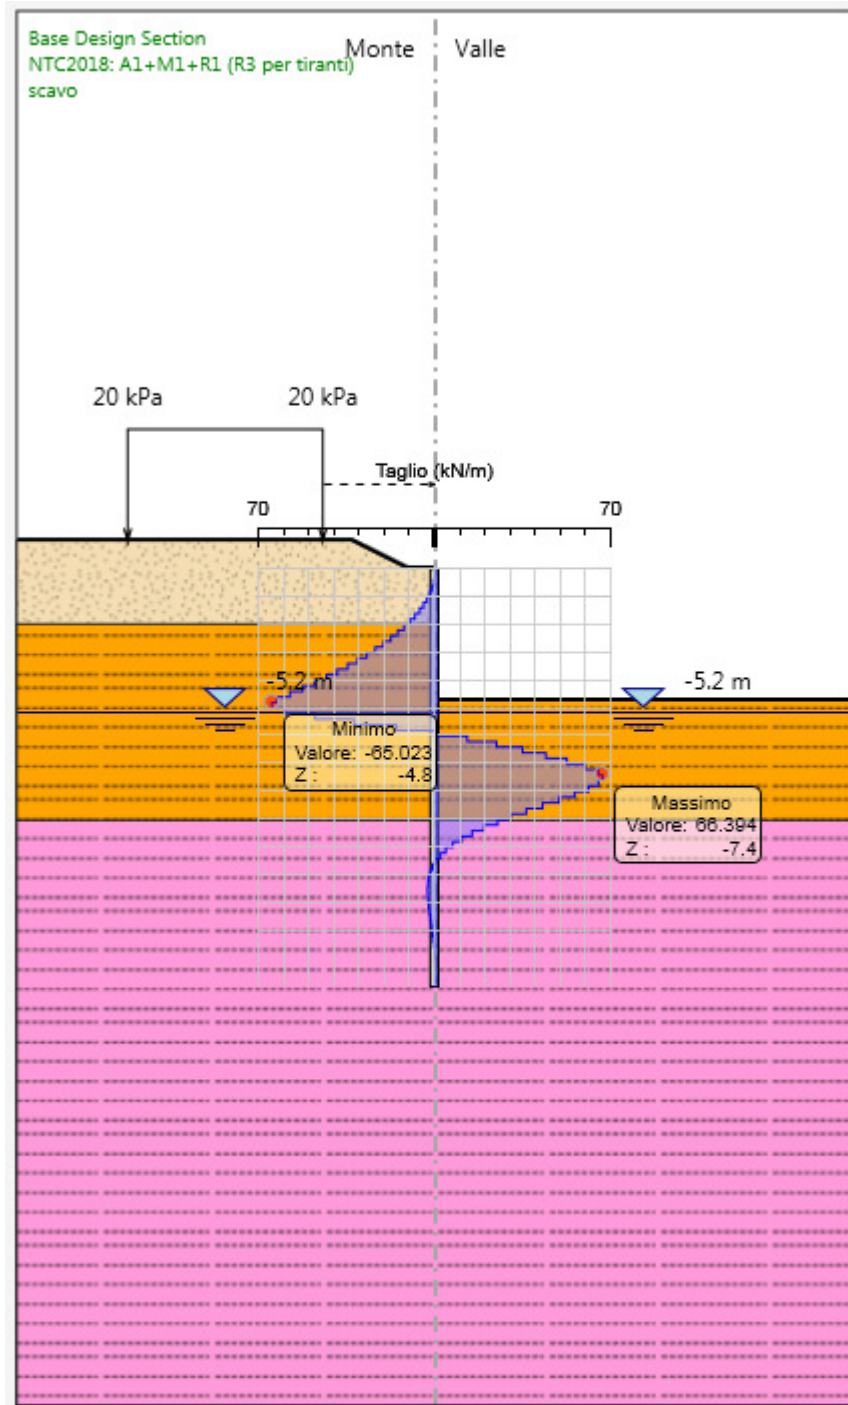 Base Design Section
NTC2018: A1+M1+R1 (R3 per tiranti)
scavo
Monte
Valle
20 kPa
20 kPa
Taglio (kN/m)
70
70
-5.2 m
-5.2 m
Minimo
Valore: -65.023
Z : -4.8
Massimo
Valore: 66.394
Z : -7.4